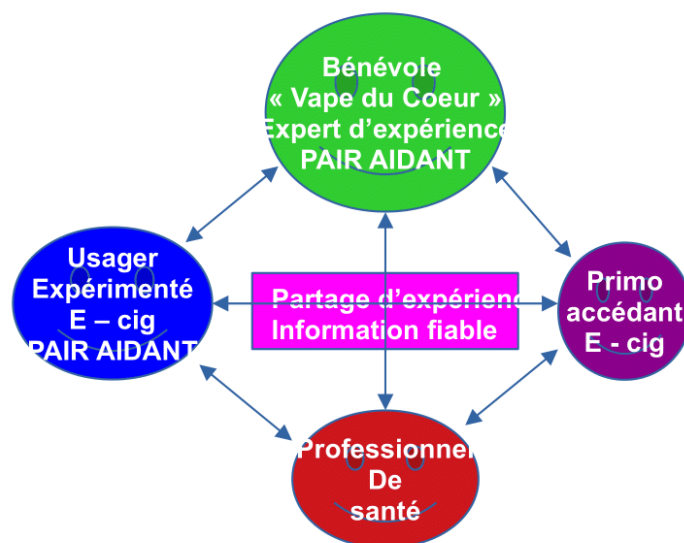 Bénévole
« Vape du Coeur »
Expert d’expérience
PAIR AIDANT
Usager
Expérimenté
E – cig
PAIR AIDANT
Partage d’expérien
Information fiable
Primo
accédant
E - cig
Professionnel
De
santé